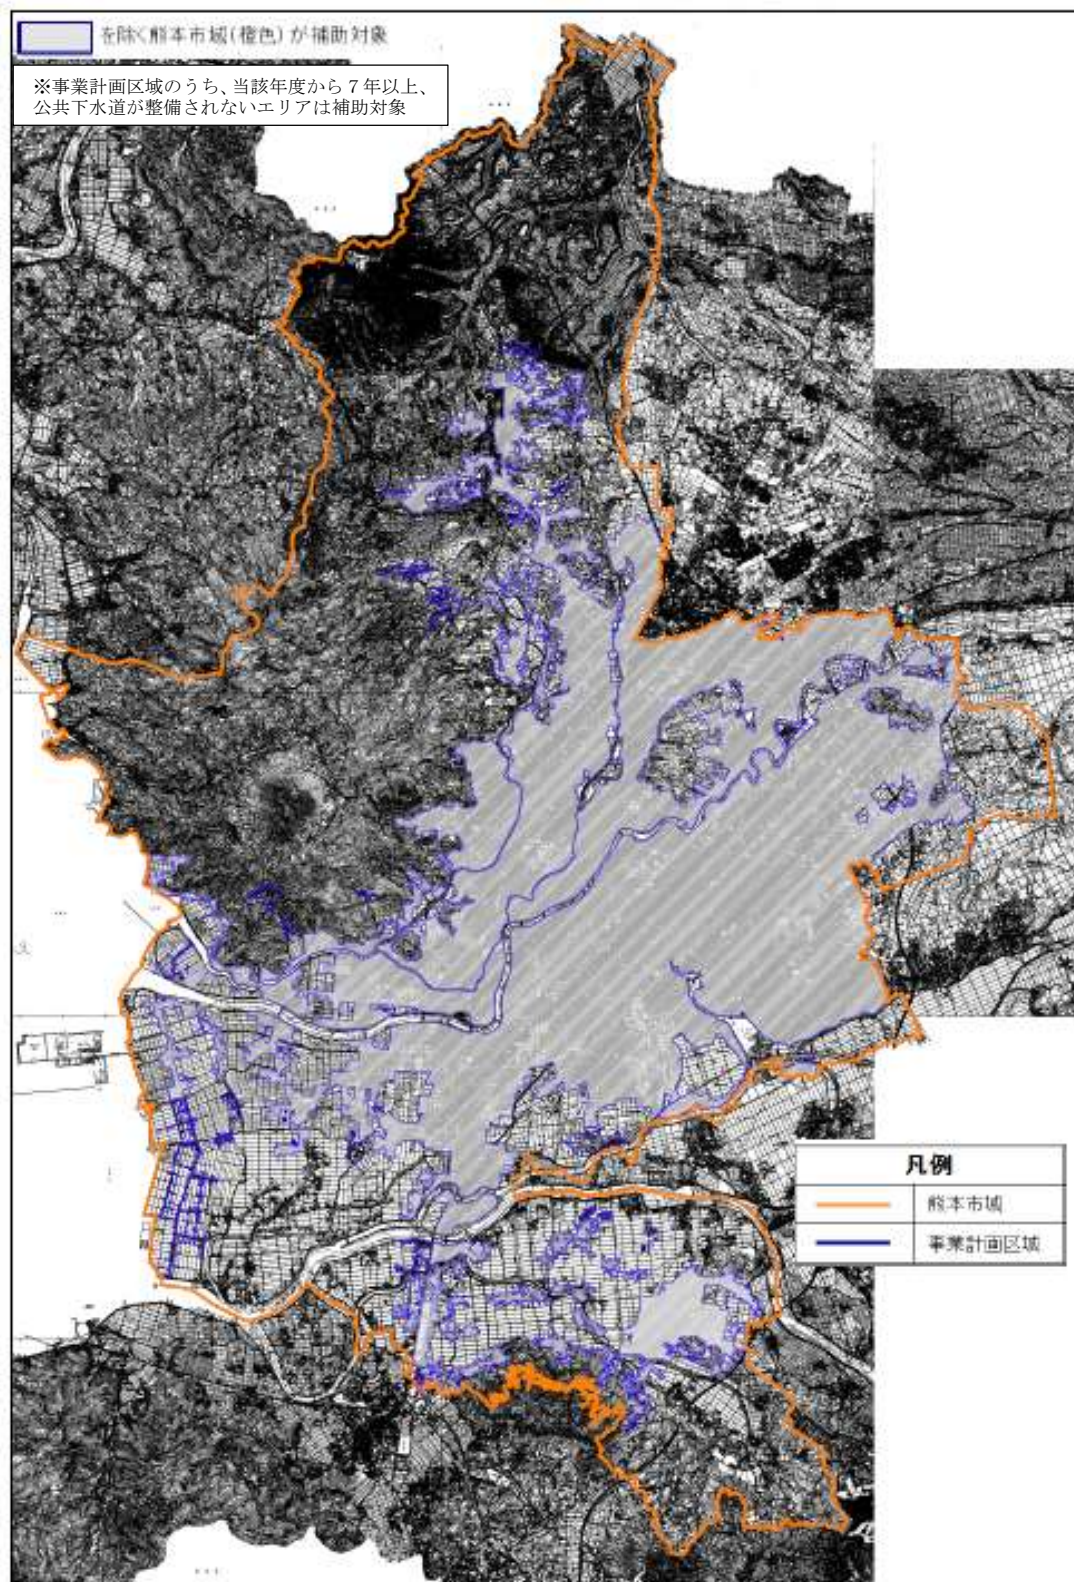 を除く熊本市域(橙色)が補助対象
※事業計画区域のうち、当該年度から７年以上、
公共下水道が整備されないエリアは補助対象
凡例
熊本市域
事業計画区域